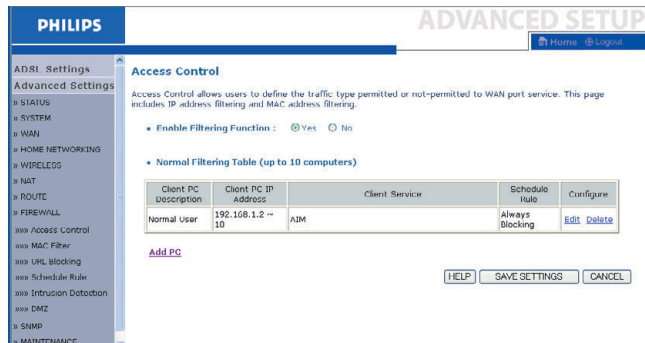 PHILIPS
ADVANCED SETUP
Home Logout
ADSL Settings
Advanced Settings
» STATUS
» SYSTEM
» WAN
» HOME NETWORKING
» WIRELESS
» NAT
» ROUTE
» FIREWALL
»»» Access Control
»»» MAC Filter
»»» URL Blocking
»»» Schedule Rule
»»» Intrusion Detection
»»» DMZ
» SNMP
» MAINTENANCE
Access Control
Access Control allows users to define the traffic type permitted or not-permitted to WAN port service. This page
includes IP address filtering and MAC address filtering.
• Enable Filtering Function : Yes No
• Normal Filtering Table (up to 10 computers)
Client PC Description Client PC IP Address Client Service Schedule Rule Configure
Normal User 192.168.1.2 ~ 10 AIM Always Blocking Edit Delete
Add PC
HELP SAVE SETTINGS CANCEL